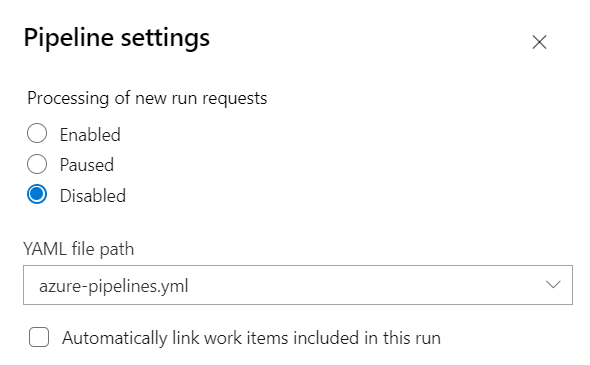 Pipeline settings
Processing of new run requests
Enabled
Paused
Disabled
YAML file path
azure-pipelines.yml
Automatically link work items included in this run